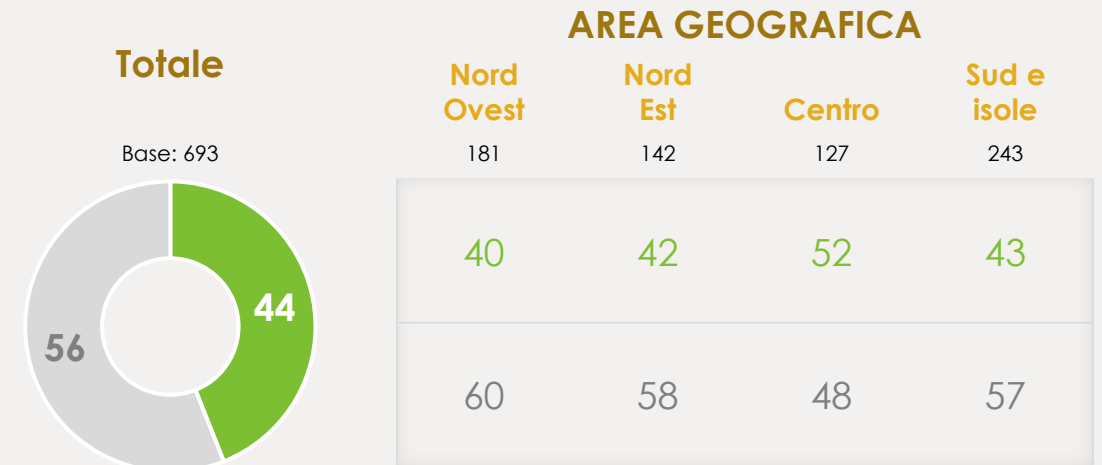 AREA GEOGRAFICA
Totale
Nord Ovest
Nord Est
Centro
Sud e isole
Base: 693
181
142
127
243
40
42
52
43
44
56
60
58
48
57